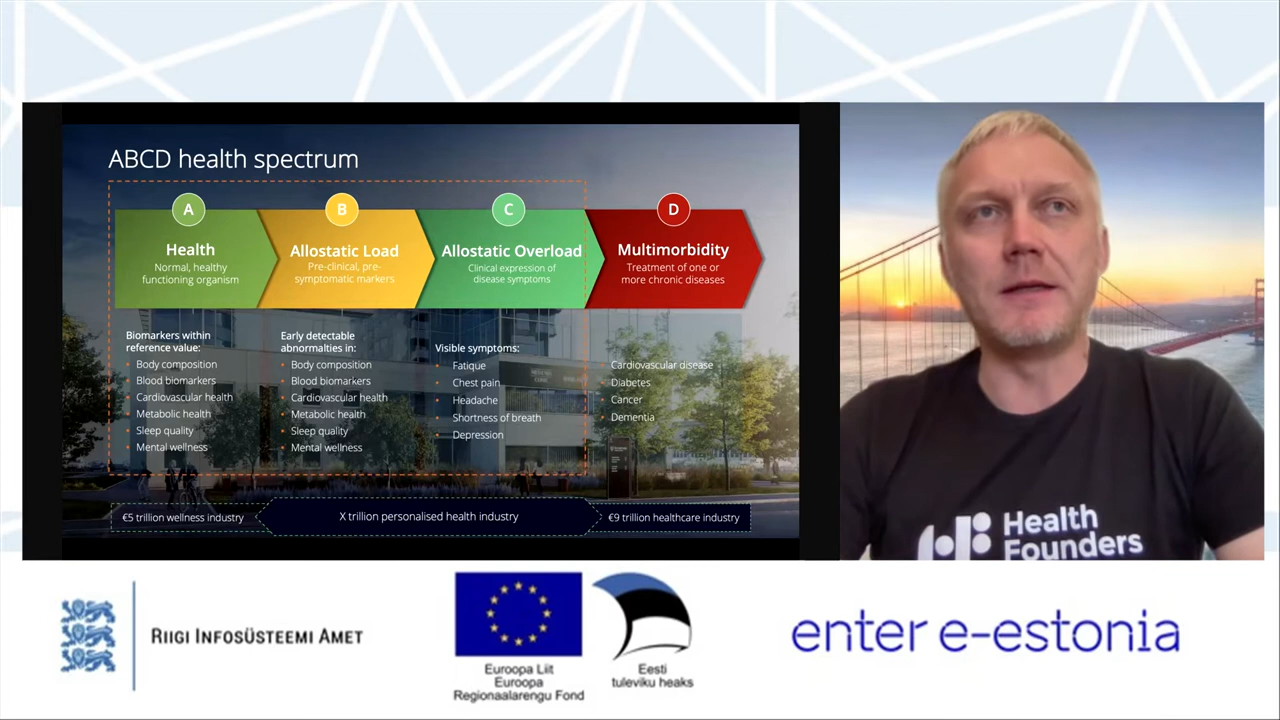 ABCD health spectrum
A
Health
Normal, healthy
functioning organism
B
Allostatic Load
Pre-clinical, pre-
symptomatic markers
C
Allostatic Overload
Clinical expression of
disease symptoms
D
Multimorbidity
Treatment of one or
more chronic diseases
Biomarkers within
reference value:
• Body composition
• Blood biomarkers
• Cardiovascular health
• Metabolic health
• Sleep quality
• Mental wellness
Early detectable
abnormalties in:
• Body composition
• Blood biomarkers
• Cardiovascular health
• Metabolic health
• Sleep quality
• Mental wellness
Visible symptoms:
• Fatique
• Chest pain
• Headache
• Shortness of breath
• Depression
• Cardiovascular disease
• Diabetes
• Cancer
• Dementia
€5 trillion wellness industry
X trillion personalised health industry
€9 trillion healthcare industry
Health
Founders
RIIGI INFOSÜSTEEMI AMET
Euroopa Liit
Euroopa
Regionaalarengu Fond
Eesti
tuleviku heaks
enter e-estonia